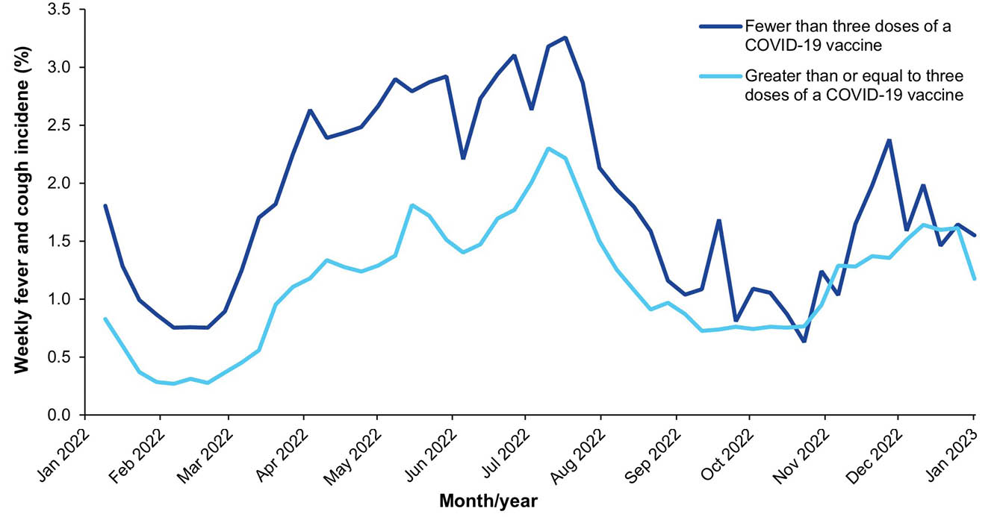 3.5
3.0
2.5
2.0
1.5
1.0
0.5
0.0
Weekly fever and cough incidene (%)
Fewer than three doses of a
COVID-19 vaccine
Greater than or equal to three
doses of a COVID-19 vaccine
Jan 2022
Feb 2022
Mar 2022
Apr 2022
May 2022
Jun 2022
Jul 2022
Aug 2022
Sep 2022
Oct 2022
Nov 2022
Dec 2022
Jan 2023
Month/year